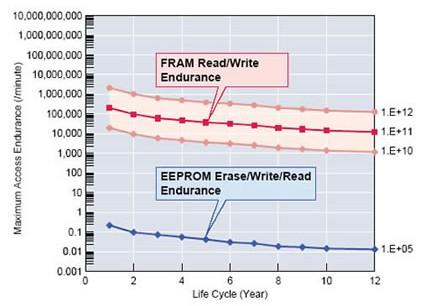 10,000,000,000,000
1,000,000,000
100,000,000
10,000,000
1,000,000
100,000
10,000
1,000
100
10
1
0.1
0.01
0.001
Maximum Access Endurance (/minute)
FRAM Read/Write
Endurance
EEPROM Erase/Write/Read
Endurance
1.E+12
1.E+11
1.E+10
1.E+05
0
2
4
6
8
10
12
Life Cycle (Year)